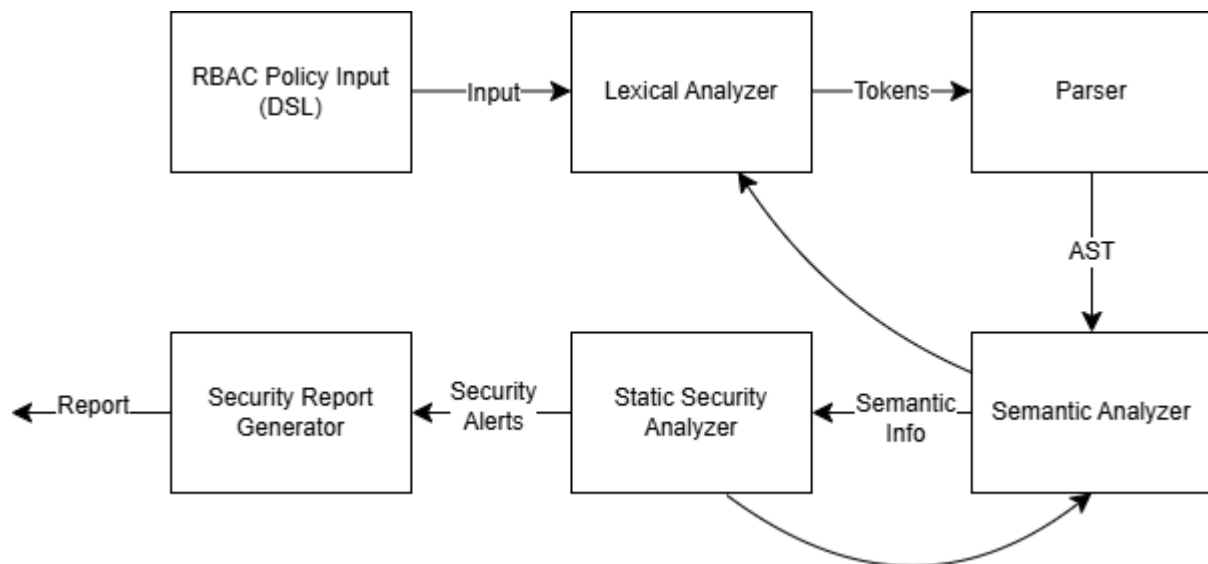 RBAC Policy Input
(DSL)
Input
Lexical Analyzer
Tokens
Parser
AST
Report
Security Report
Generator
Security
Alerts
Static Security
Analyzer
Semantic
Info
Semantic Analyzer